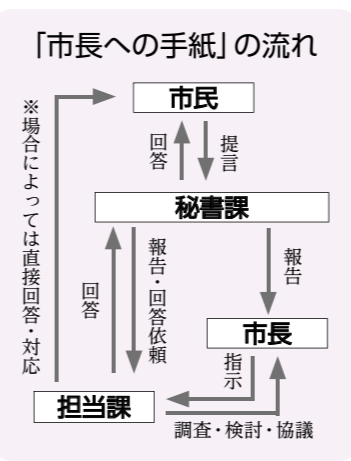 「市長への手紙」の流れ
市民
※場合によっては直接回答・対応
回答
提言
秘書課
回答
報告・回答依頼
報告
市長
指示
担当課
調査・検討・協議